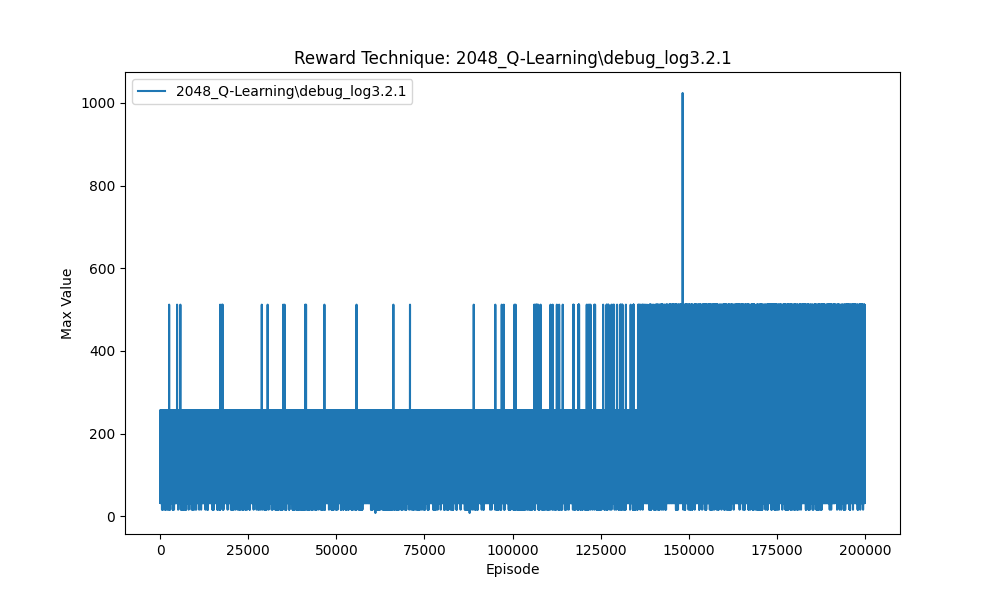 Reward Technique: 2048_Q-Learning\debug_log3.2.1
2048_Q-Learning\debug_log3.2.1
1000
800
600
400
200
0
Max Value
0 25000 50000 75000 100000 125000 150000 175000 200000
Episode